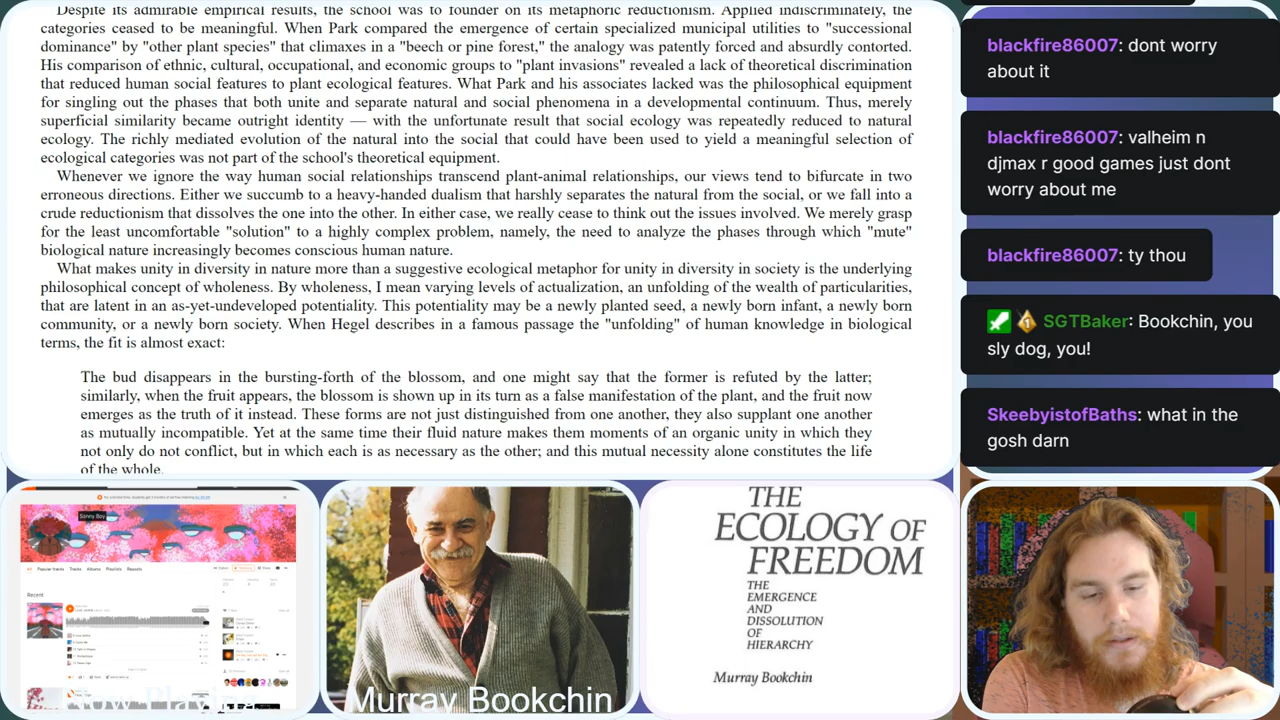 Despite its admirable empirical results, the school was to founder on its metaphoric reductionism. Applied indiscriminately, the
categories ceased to be meaningful. When Park compared the emergence of certain specialized municipal utilities to "successional
dominance" by "other plant species" that climaxes in a "beech or pine forest," the analogy was patently forced and absurdly contorted.
His comparison of ethnic, cultural, occupational, and economic groups to "plant invasions" revealed a lack of theoretical discrimination
that reduced human social features to plant ecological features. What Park and his associates lacked was the philosophical equipment
for singling out the phases that both unite and separate natural and social phenomena in a developmental continuum. Thus, merely
superficial similarity became outright identity — with the unfortunate result that social ecology was repeatedly reduced to natural
ecology. The richly mediated evolution of the natural into the social that could have been used to yield a meaningful selection of
ecological categories was not part of the school's theoretical equipment.
Whenever we ignore the way human social relationships transcend plant-animal relationships, our views tend to bifurcate in two
erroneous directions. Either we succumb to a heavy-handed dualism that harshly separates the natural from the social, or we fall into a
crude reductionism that dissolves the one into the other. In either case, we really cease to think out the issues involved. We merely grasp
for the least uncomfortable "solution" to a highly complex problem, namely, the need to analyze the phases through which "mute"
biological nature increasingly becomes conscious human nature.
What makes unity in diversity in nature more than a suggestive ecological metaphor for unity in diversity in society is the underlying
philosophical concept of wholeness. By wholeness, I mean varying levels of actualization, an unfolding of the wealth of particularities,
that are latent in an as-yet-undeveloped potentiality. This potentiality may be a newly planted seed, a newly born infant, a newly born
community, or a newly born society. When Hegel describes in a famous passage the "unfolding" of human knowledge in biological
terms, the fit is almost exact:
The bud disappears in the bursting-forth of the blossom, and one might say that the former is refuted by the latter;
similarly, when the fruit appears, the blossom is shown up in its turn as a false manifestation of the plant, and the fruit now
emerges as the truth of it instead. These forms are not just distinguished from one another, they also supplant one another
as mutually incompatible. Yet at the same time their fluid nature makes them moments of an organic unity in which they
not only do not conflict, but in which each is as necessary as the other; and this mutual necessity alone constitutes the life
of the whole.
blackfire86007: dont worry
about it
blackfire86007: valheim n
djmax r good games just dont
worry about me
blackfire86007: ty thou
SGTBaker: Bookchin, you
sly dog, you!
SkeebyistofBaths: what in the
gosh darn
Sonny Boy
Popular tracks Tracks Albums Playlists Reposts
Recent
Now Playing
Murray Bookchin
THE
ECOLOGY OF
FREEDOM
THE
EMERGENCE
AND
DISSOLUTION
OF
HIERARCHY
Murray Bookchin